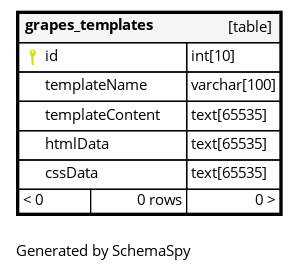 grapes_templates [table]
id int[10]
templateName varchar[100]
templateContent text[65535]
htmlData text[65535]
cssData text[65535]
< 0 0 rows 0 >
Generated by SchemaSpy